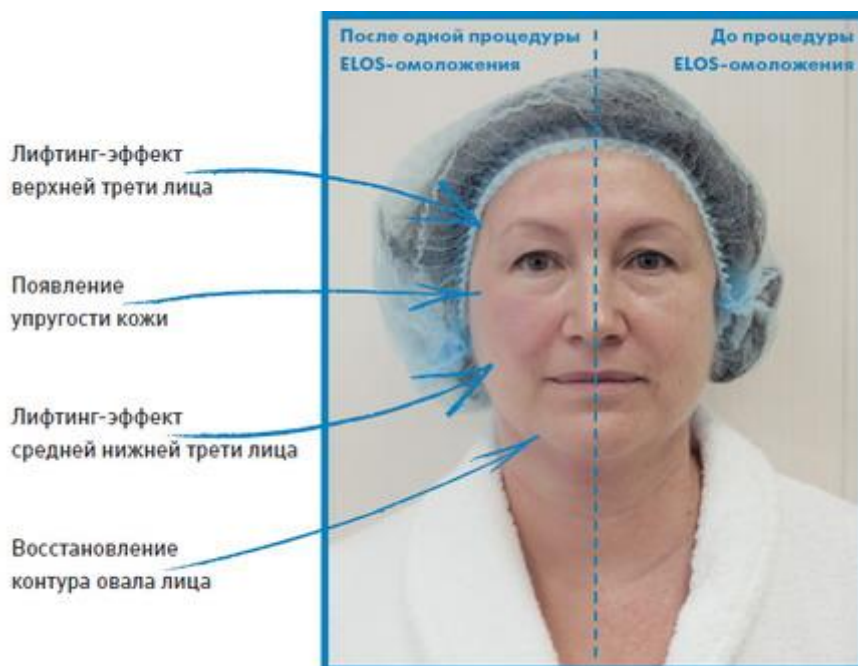 После одной процедуры
ELOS-омоложения
До процедуры
ELOS-омоложения
Лифтинг-эффект
верхней трети лица
Появление
упругости кожи
Лифтинг-эффект
средней нижней трети лица
Восстановление
контура овала лица